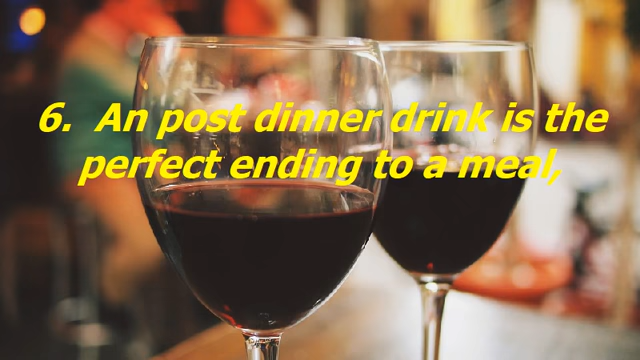 6. An post dinner drink is the
perfect ending to a meal,